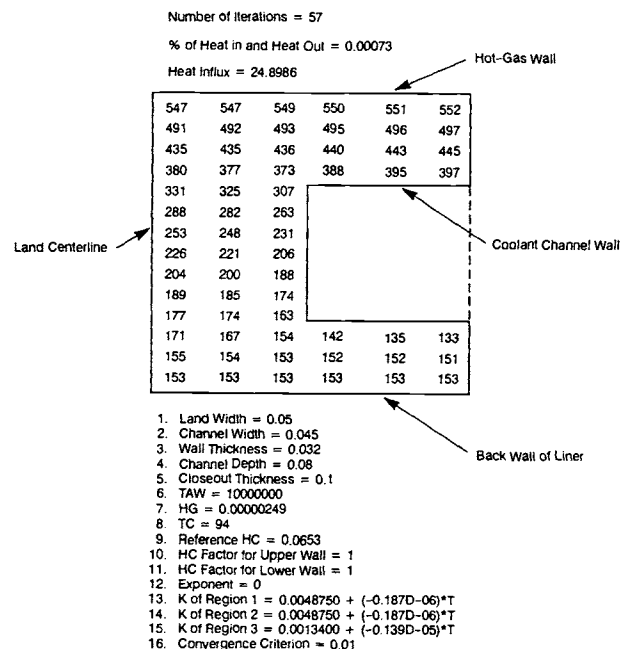 Number of Iterations = 57
% of Heat in and Heat Out = 0.00073
Heat Influx = 24.8986
Hot-Gas Wall
547 547 549 550 551 552
491 492 493 495 496 497
435 435 436 440 443 445
380 377 373 388 395 397
331 325 307
288 282 263
Land Centerline
253 248 231
Coolant Channel Wall
226 221 206
204 200 188
189 185 174
177 174 163
171 167 154 142 135 133
155 154 153 152 152 151
153 153 153 153 153 153
Back Wall of Liner
1. Land Width = 0.05
2. Channel Width = 0.045
3. Wall Thickness = 0.032
4. Channel Depth = 0.08
5. Closeout Thickness = 0.1
6. TAW = 10000000
7. HG = 0.00000249
8. TC = 94
9. Reference HC = 0.0653
10. HC Factor for Upper Wall = 1
11. HC Factor for Lower Wall = 1
12. Exponent = 0
13. K of Region 1 = 0.0048750 + (-0.187D-06)*T
14. K of Region 2 = 0.0048750 + (-0.187D-06)*T
15. K of Region 3 = 0.0013400 + (-0.139D-05)*T
16. Convergence Criterion = 0.01